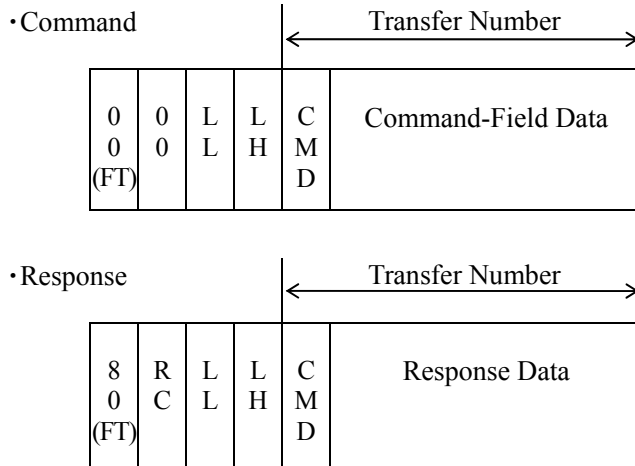 ・Command
Transfer Number
0 0 L L C Command-Field Data
0 0 L H M
(FT) D
・Response
Transfer Number
8 R L L C Response Data
0 C L H M
(FT) D